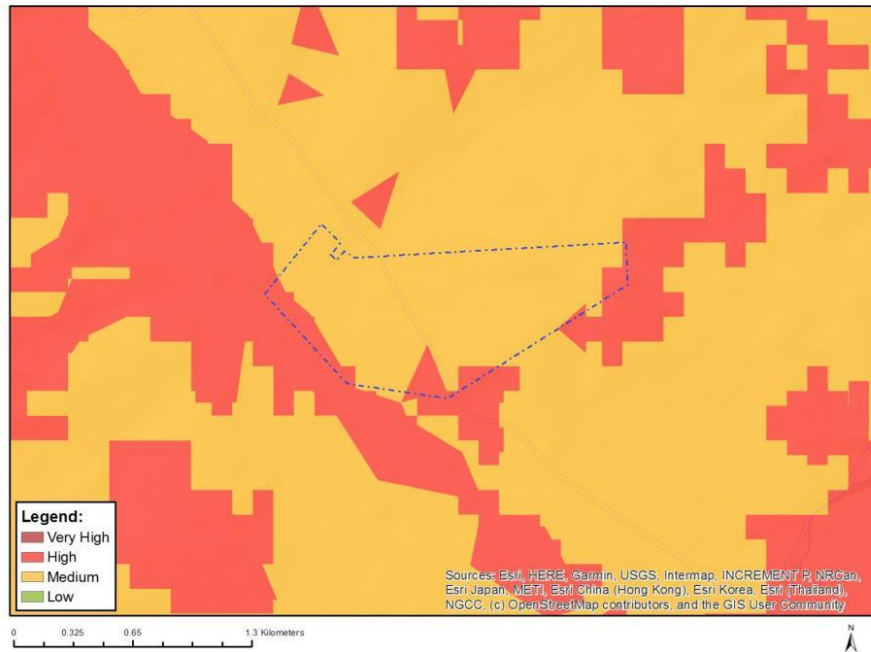 Legend:
Very High
High
Medium
Low
Sources: Esri, HERE, Garmin, USGS, Intermap, INCREMENT P, NRCan,
Esri Japan, METI, Esri China (Hong Kong), Esri Korea, Esri (Thailand),
NGCC, (c) OpenStreetMap contributors, and the GIS User Community
0 0.325 0.65 1.3 Kilometers
N